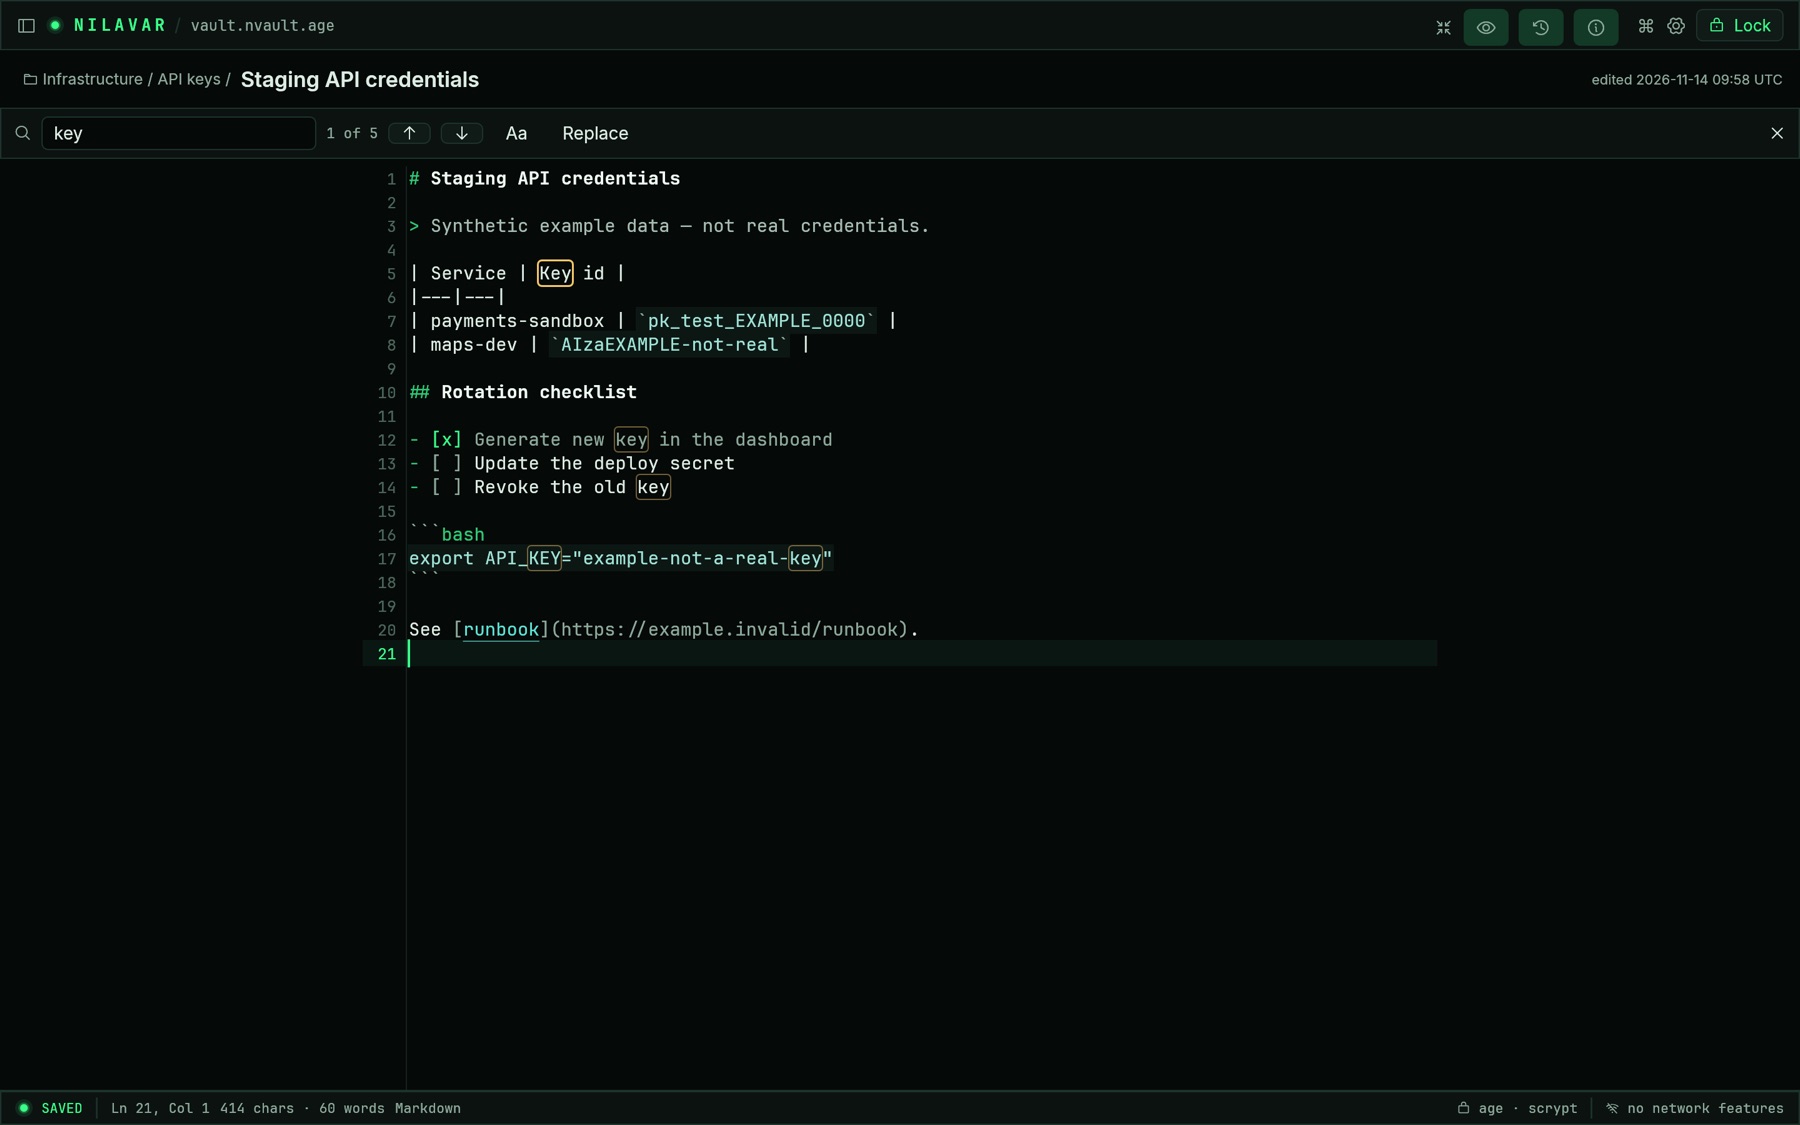 NILAVAR / vault.nvault.age
Lock
Infrastructure / API keys / Staging API credentials
edited 2026-11-14 09:58 UTC
key
1 of 5
Aa
Replace
1 # Staging API credentials
2
3 > Synthetic example data — not real credentials.
4
5 | Service | Key id |
6 |---|---|
7 | payments-sandbox | `pk_test_EXAMPLE_0000` |
8 | maps-dev | `AIzaEXAMPLE-not-real` |
9
10 ## Rotation checklist
11
12 - [x] Generate new key in the dashboard
13 - [ ] Update the deploy secret
14 - [ ] Revoke the old key
15
16 ```bash
17 export API_KEY="example-not-a-real-key"
18 ```
19
20 See [runbook](https://example.invalid/runbook).
21
SAVED
Ln 21, Col 1 414 chars · 60 words Markdown
age · scrypt
no network features